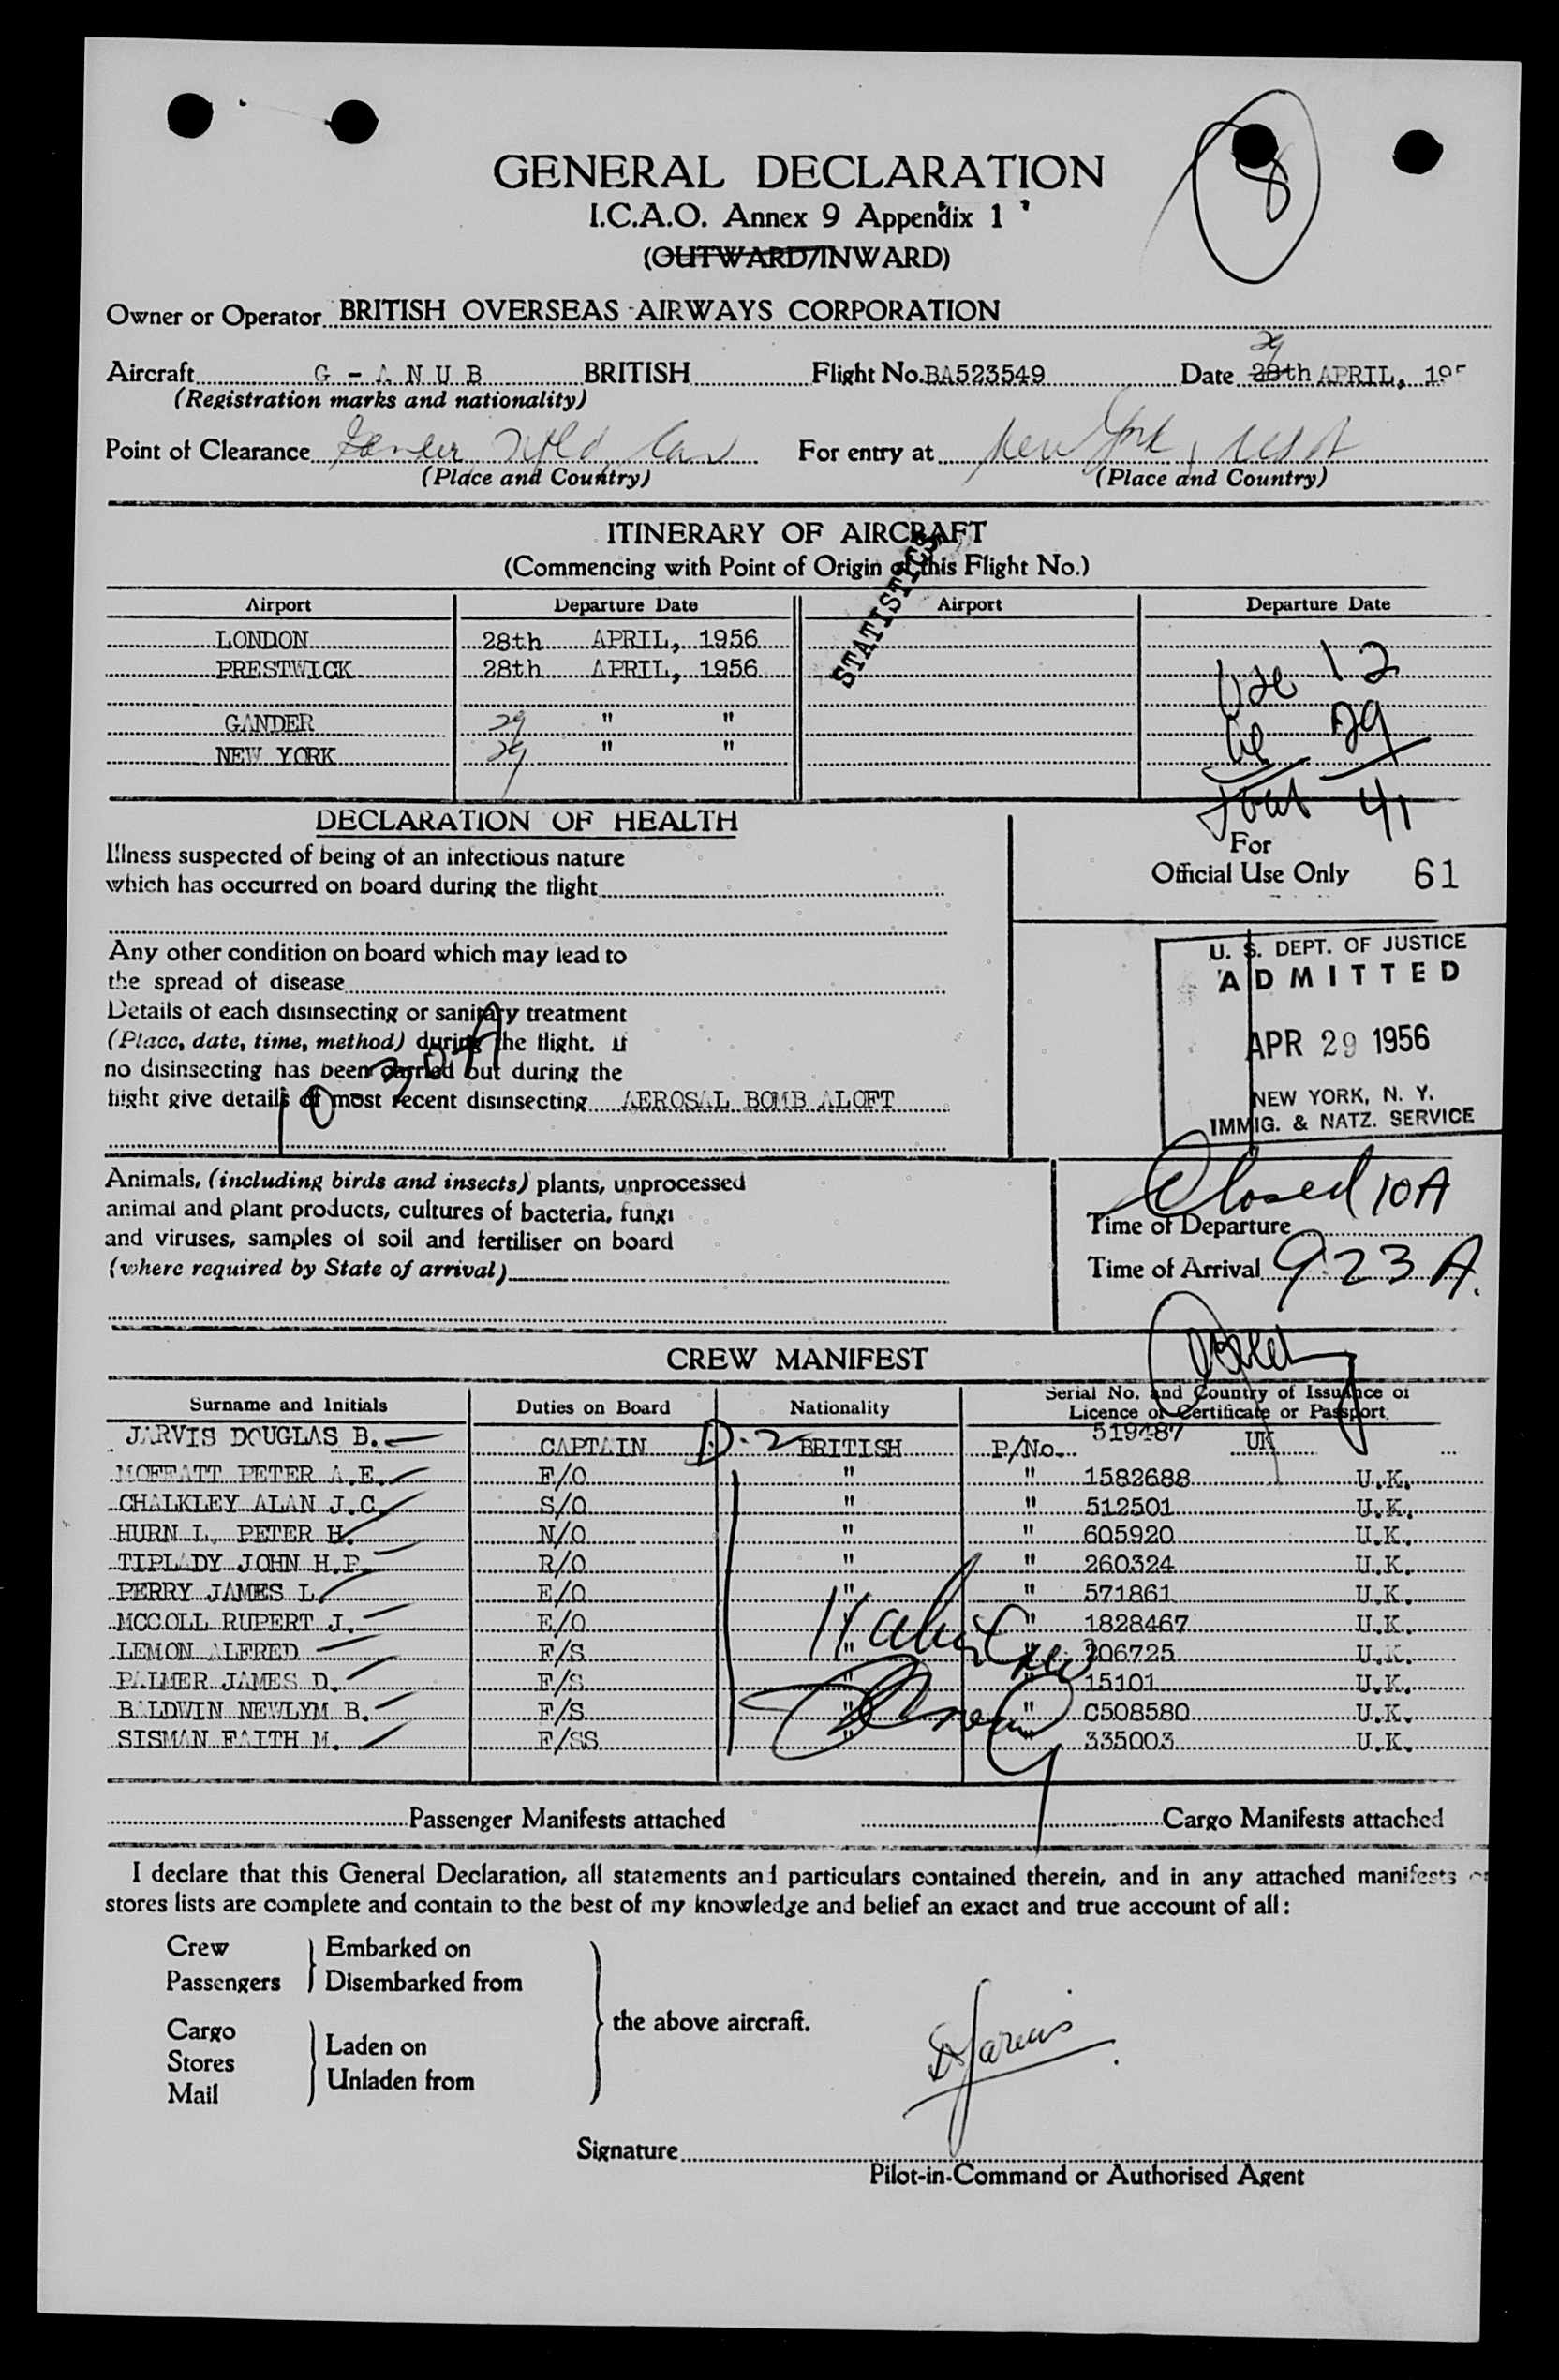 8
GENERAL DECLARATION
I.C.A.O. Annex 9 Appendix 1
(OUTWARD/INWARD)
Owner or Operator BRITISH OVERSEAS AIRWAYS CORPORATION
29
Aircraft G - A N U B BRITISH Flight No. BA523549 Date 28th APRIL, 195
(Registration marks and nationality)
Point of Clearance Gander Nfld Can For entry at New York, USA
(Place and Country) (Place and Country)
ITINERARY OF AIRCRAFT
(Commencing with Point of Origin of this Flight No.)
STATISTICS
Airport Departure Date Airport Departure Date
LONDON 28th APRIL, 1956
PRESTWICK 28th APRIL, 1956 12
GANDER 29 " " 29
NEW YORK 29 " "
Total 41
DECLARATION OF HEALTH
For
Official Use Only 61
Illness suspected of being of an infectious nature
which has occurred on board during the flight
Any other condition on board which may lead to
the spread of disease
Details of each disinsecting or sanitary treatment
(Place, date, time, method) during the flight. If
no disinsecting has been carried out during the
flight give details of most recent disinsecting AEROSAL BOMB ALOFT
U. S. DEPT. OF JUSTICE
ADMITTED
APR 29 1956
NEW YORK, N. Y.
IMMIG. & NATZ. SERVICE
Animals, (including birds and insects) plants, unprocessed
animal and plant products, cultures of bacteria, fungi
and viruses, samples of soil and fertiliser on board
(where required by State of arrival)
Closed 10A
Time of Departure
Time of Arrival 923 A.
CREW MANIFEST
Surname and Initials Duties on Board Nationality Serial No. and Country of Issuance of
Licence or Certificate or Passport
JARVIS DOUGLAS B. CAPTAIN D-2 BRITISH P/No. 519487 UK
MOFFATT PETER A.E. F/O " " 1582688 U.K.
CHALKLEY ALAN J.C. S/O " " 512501 U.K.
HURN L, PETER H. N/O " " 605920 U.K.
TIPLADY JOHN H.P. R/O " " 260324 U.K.
PERRY JAMES L. E/O " " 571861 U.K.
MCCOLL RUPERT J. E/O " " 1828467 U.K.
LEMON ALFRED F/S " " 206725 U.K.
PALMER JAMES D. F/S " " 15101 U.K.
BALDWIN NEWLYM B. F/S " " C508580 U.K.
SISMAN FAITH M. F/SS " " 335003 U.K.
Passenger Manifests attached Cargo Manifests attached
I declare that this General Declaration, all statements and particulars contained therein, and in any attached manifests or
stores lists are complete and contain to the best of my knowledge and belief an exact and true account of all:
Crew Embarked on
Passengers Disembarked from
the above aircraft.
Cargo
Stores Laden on
Mail Unladen from
DJarvis
Signature
Pilot-in-Command or Authorised Agent